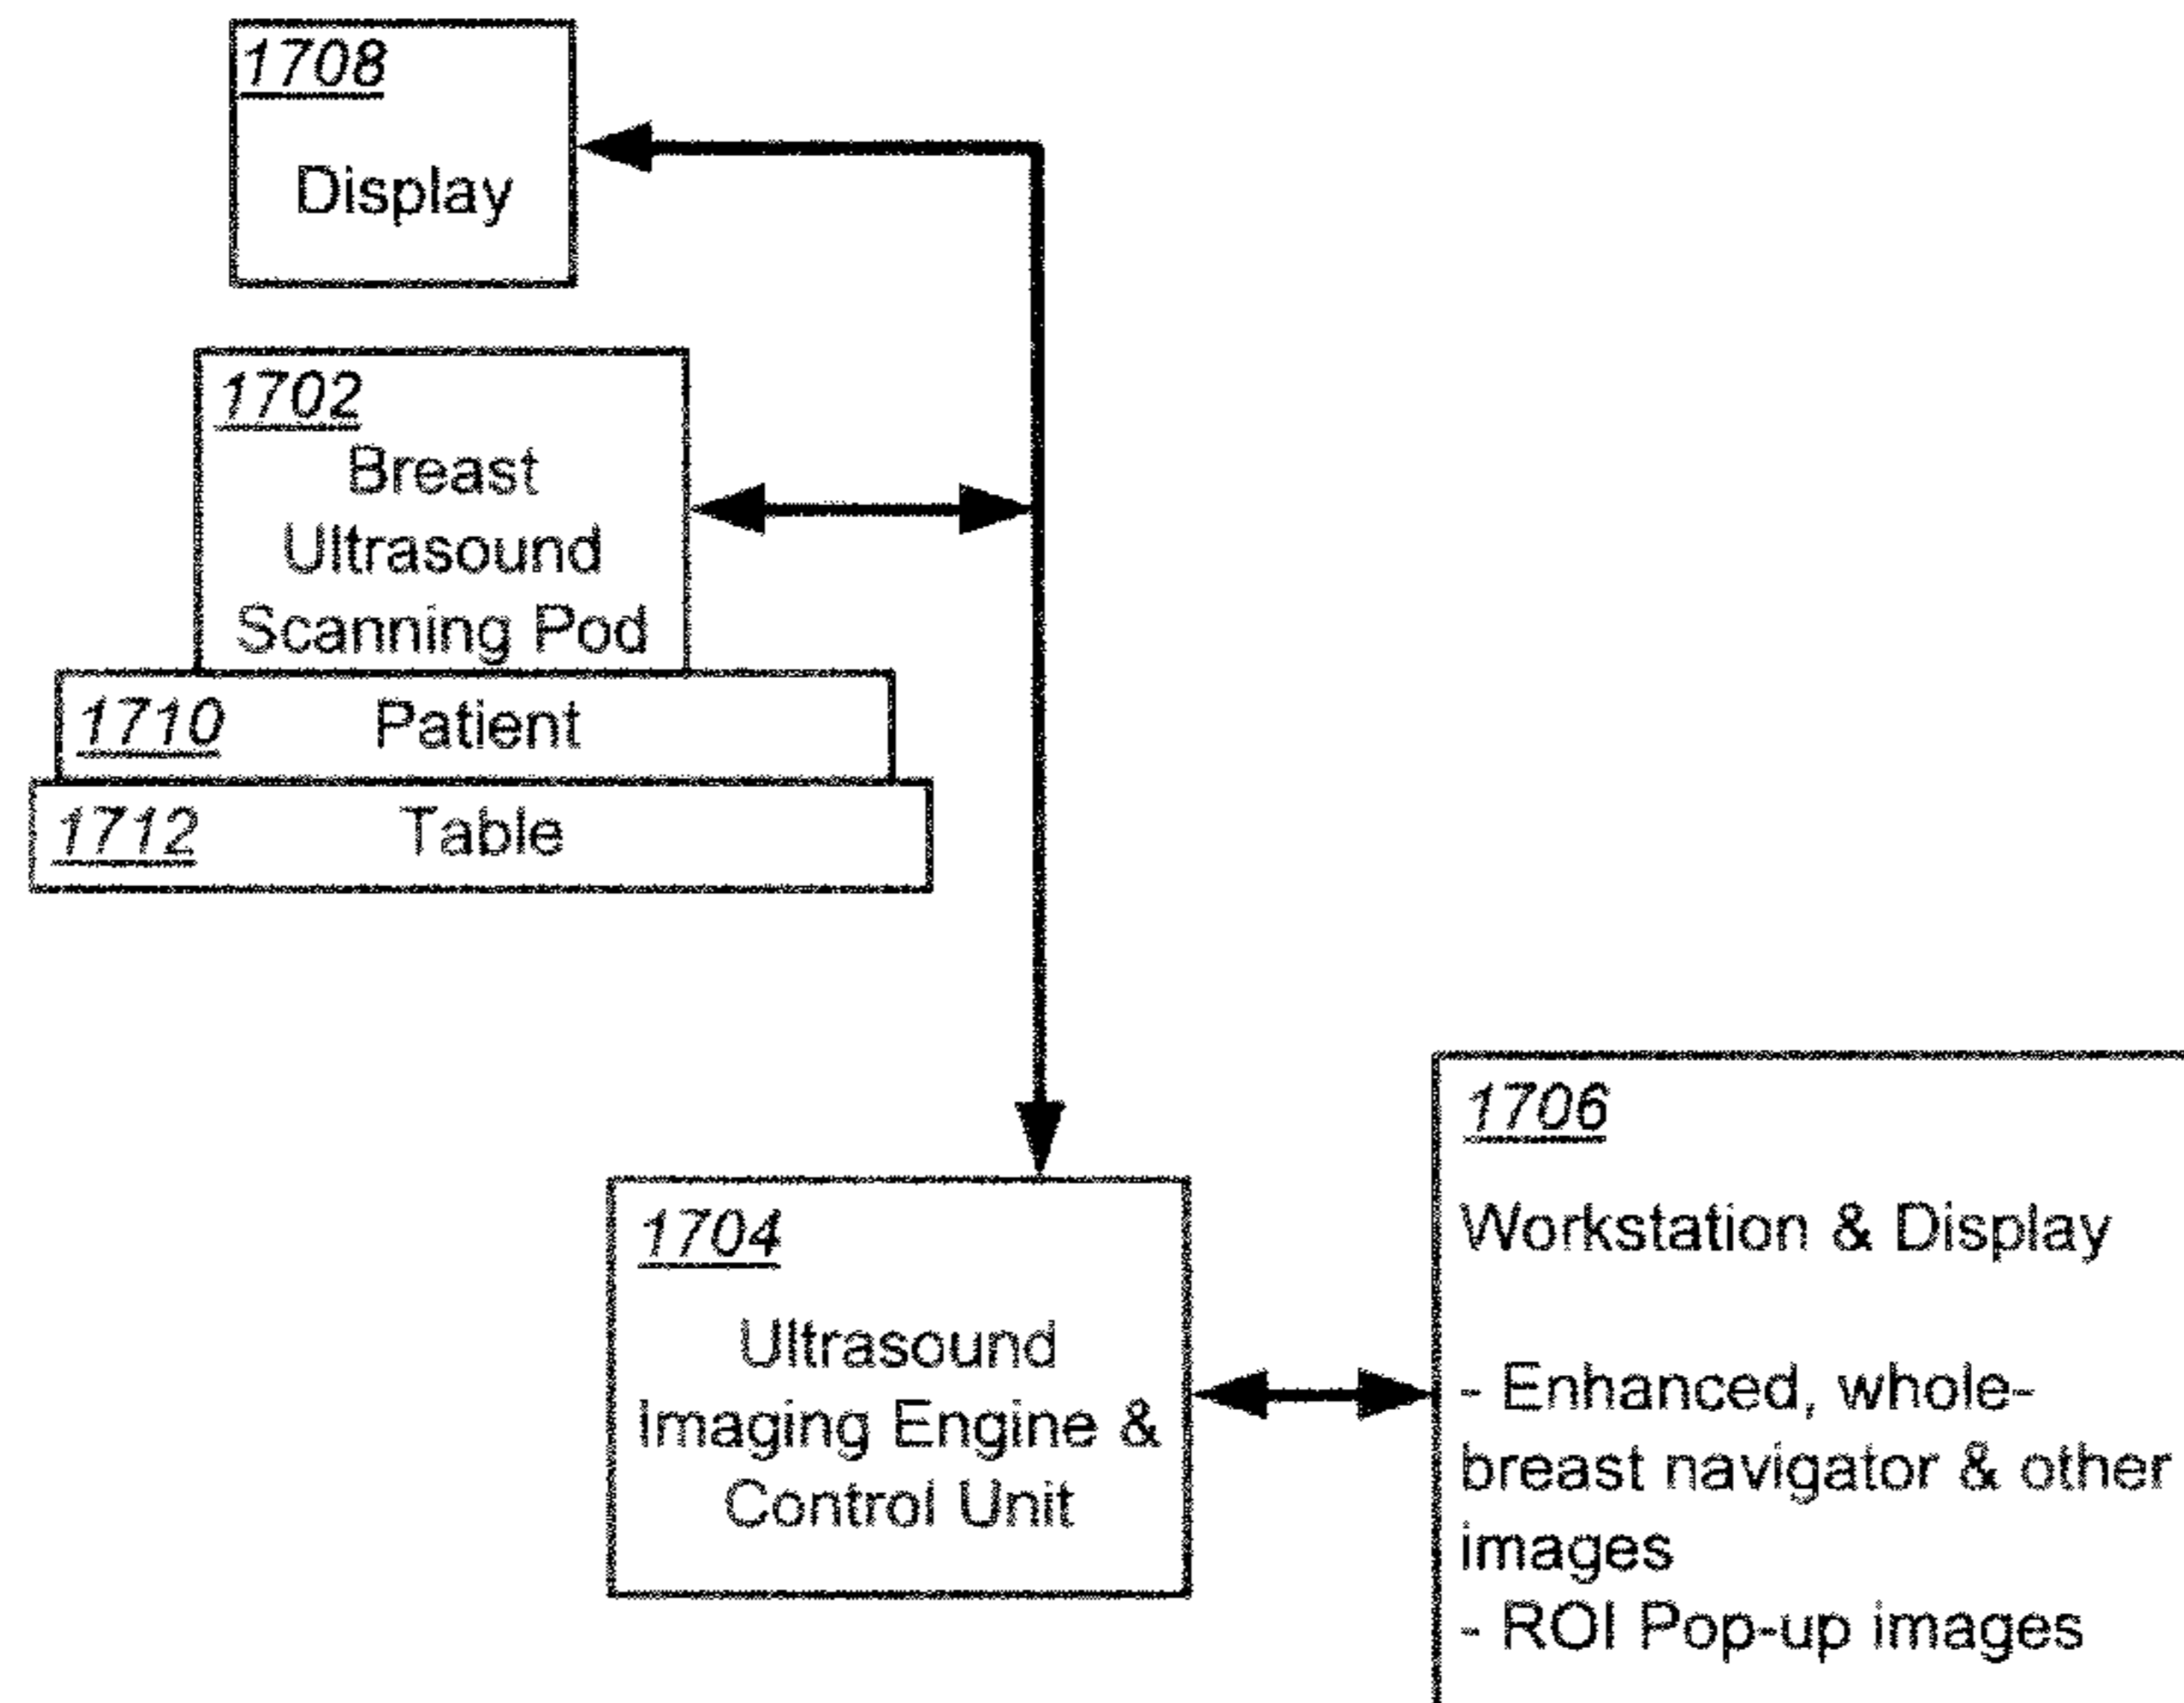 1708
Display
1702
Breast
Ultrasound
Scanning Pod
1710 Patient
1712 Table
1704
Ultrasound
Imaging Engine &
Control Unit
1706
Workstation & Display
- Enhanced, whole-
breast navigator & other
images
- ROI Pop-up images